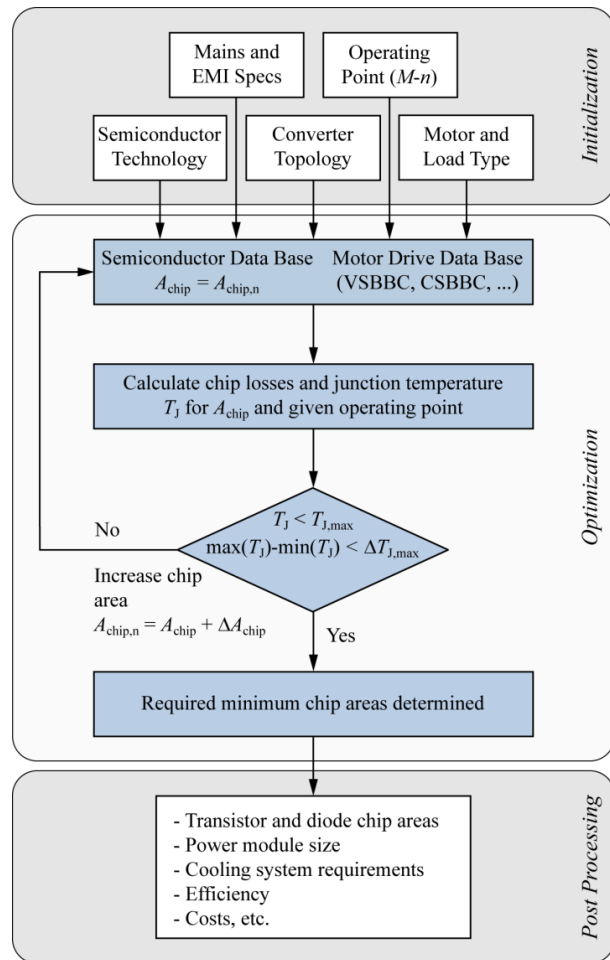 Mains and
EMI Specs
Operating
Point (M-n)
Semiconductor
Technology
Converter
Topology
Motor and
Load Type
Initialization
Semiconductor Data Base
A_chip = A_chip,n
Motor Drive Data Base
(VSBBC, CSBBC, ...)
Calculate chip losses and junction temperature
T_J for A_chip and given operating point
Optimization
T_J < T_J,max
max(T_J)-min(T_J) < ΔT_J,max
No
Increase chip
area
A_chip,n = A_chip + ΔA_chip
Yes
Required minimum chip areas determined
- Transistor and diode chip areas
- Power module size
- Cooling system requirements
- Efficiency
- Costs, etc.
Post Processing